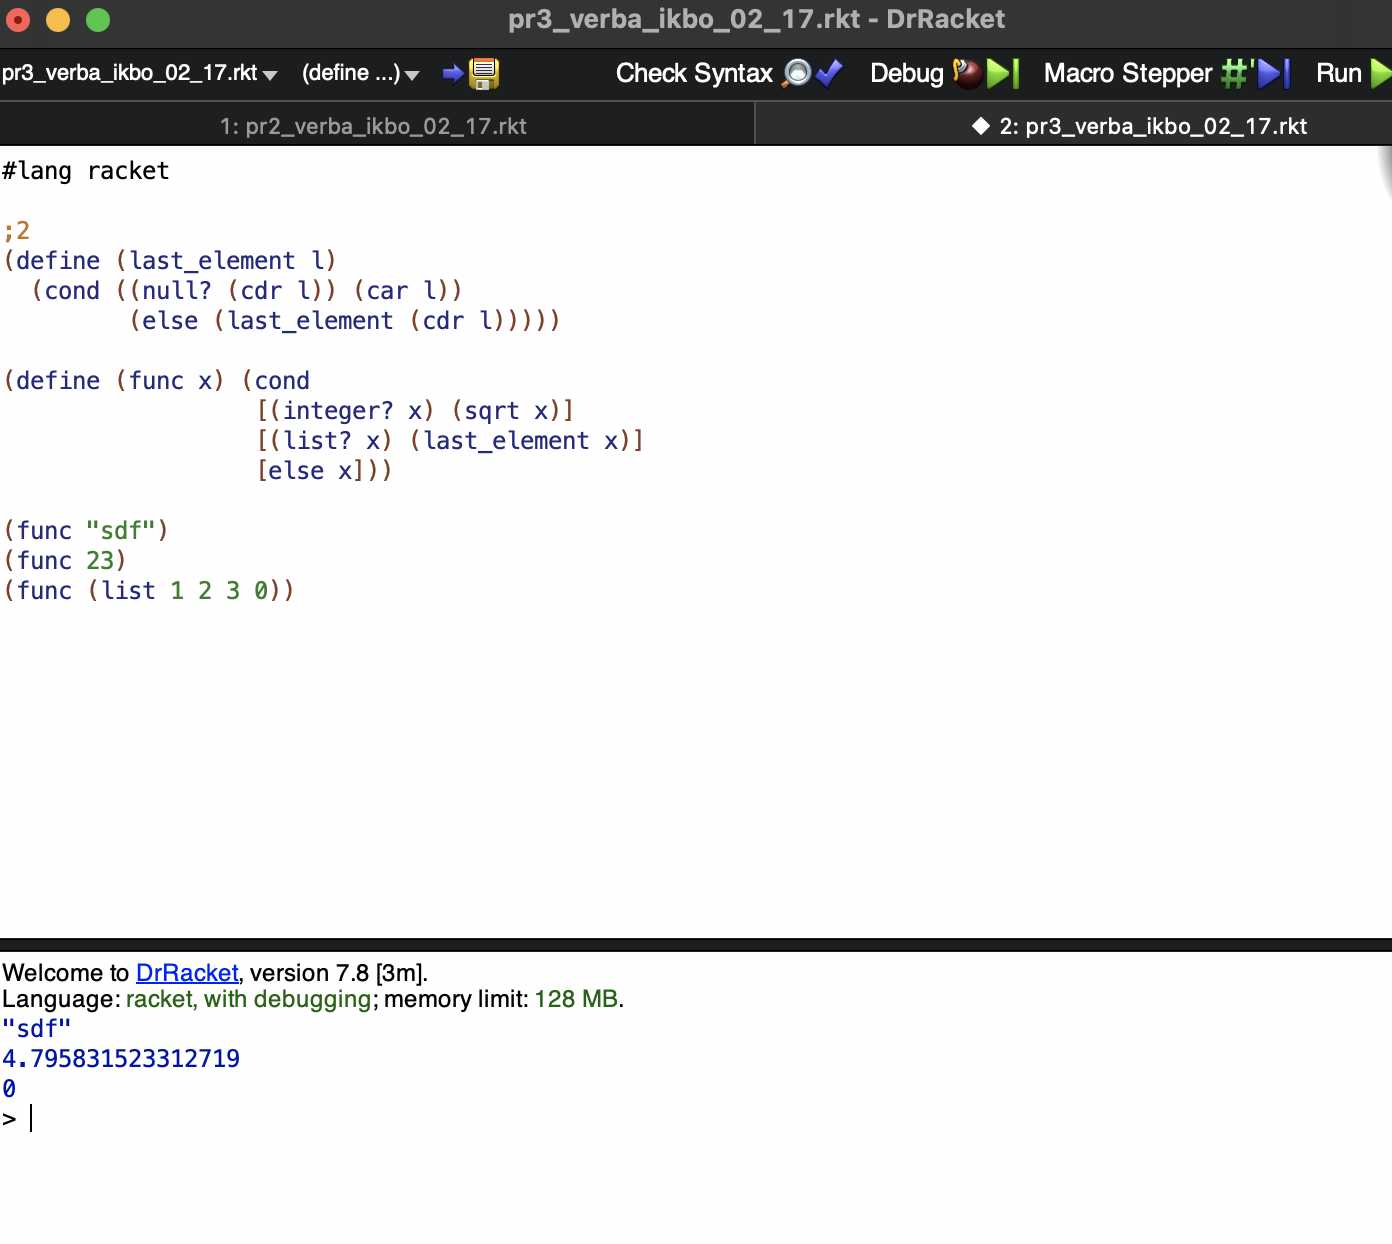 pr3_verba_ikbo_02_17.rkt - DrRacket
pr3_verba_ikbo_02_17.rkt (define ...) Check Syntax Debug Macro Stepper #' Run
1: pr2_verba_ikbo_02_17.rkt 2: pr3_verba_ikbo_02_17.rkt
#lang racket
;2
(define (last_element l)
  (cond ((null? (cdr l)) (car l))
         (else (last_element (cdr l)))))
(define (func x) (cond
                  [(integer? x) (sqrt x)]
                  [(list? x) (last_element x)]
                  [else x]))
(func "sdf")
(func 23)
(func (list 1 2 3 0))
Welcome to DrRacket, version 7.8 [3m].
Language: racket, with debugging; memory limit: 128 MB.
"sdf"
4.795831523312719
0
>